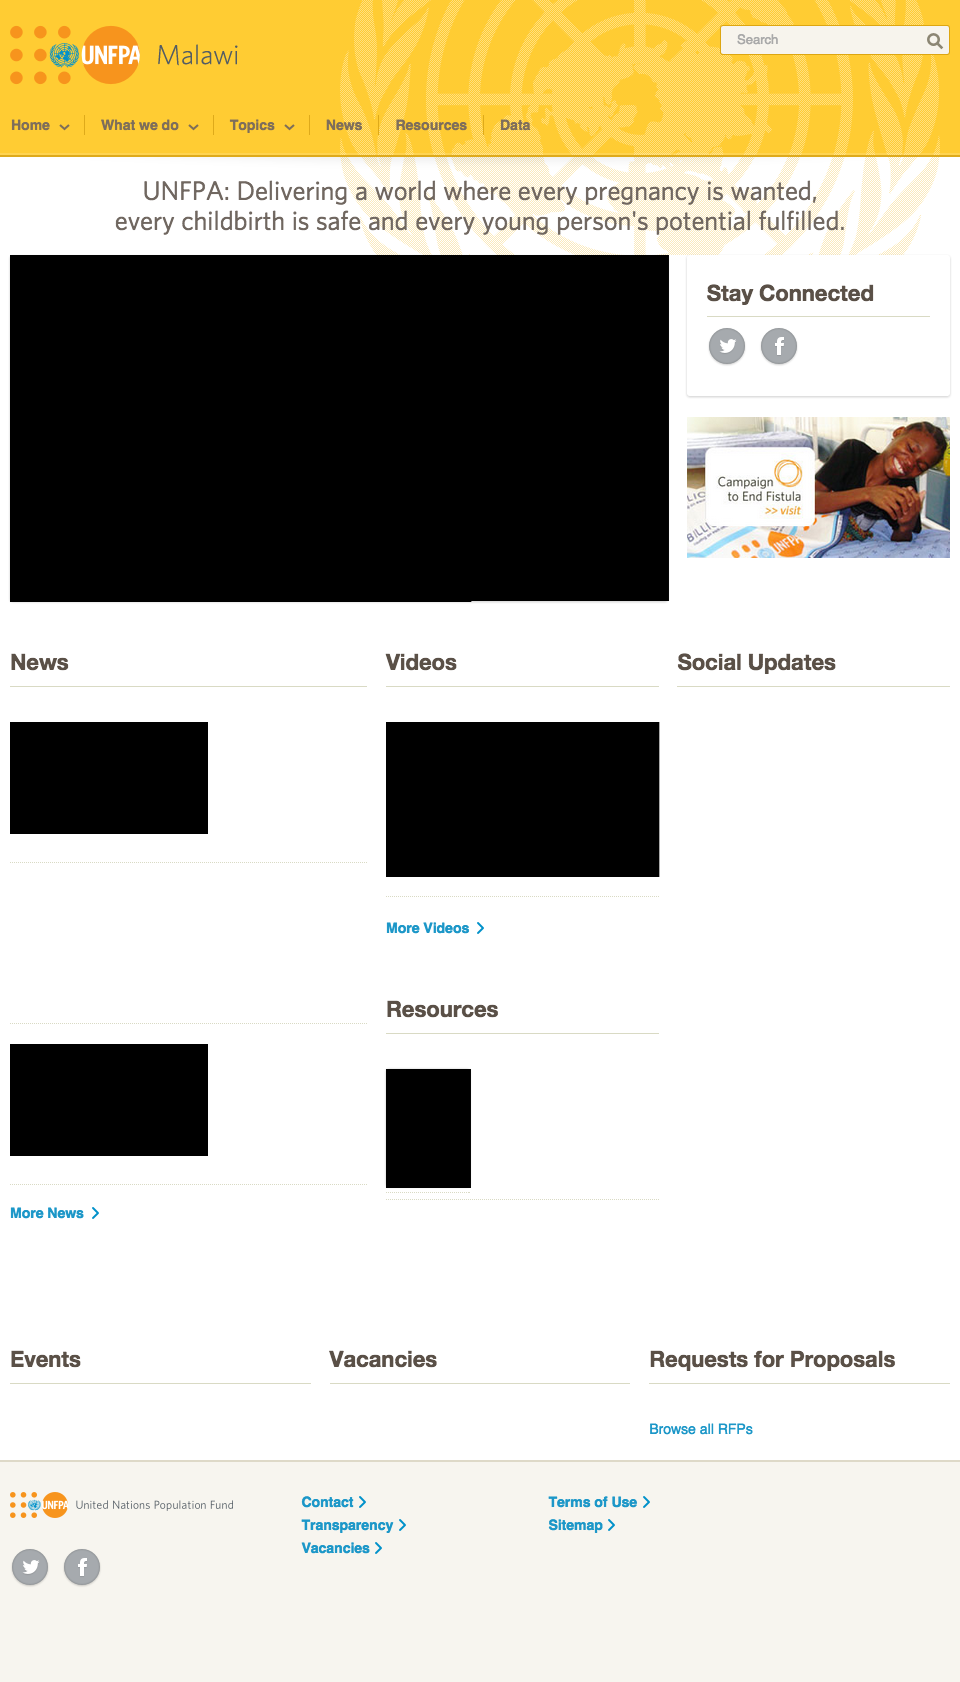 UNFPA Malawi
Search
Home
What we do
Topics
News
Resources
Data
UNFPA: Delivering a world where every pregnancy is wanted,
every childbirth is safe and every young person's potential fulfilled.
Stay Connected
Campaign
to End Fistula
>> visit
UNFPA
News
Videos
Social Updates
More Videos
Resources
More News
Events
Vacancies
Requests for Proposals
Browse all RFPs
UNFPA United Nations Population Fund
Contact
Transparency
Vacancies
Terms of Use
Sitemap